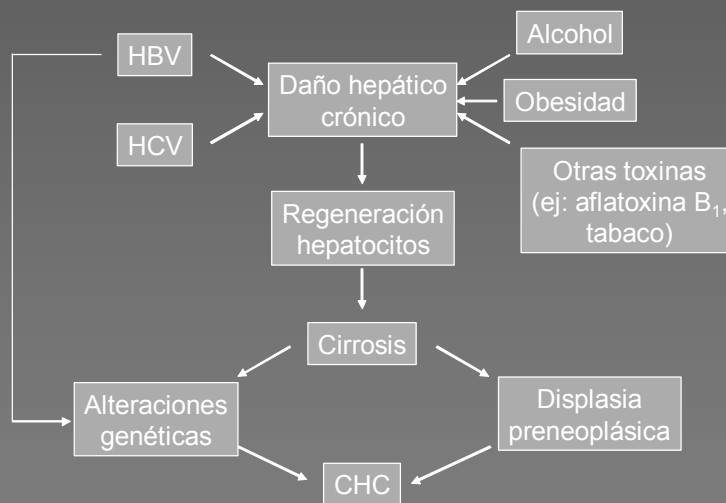 HBV
Alcohol
Daño hepático
crónico
Obesidad
HCV
Otras toxinas
(ej: aflatoxina B₁,
tabaco)
Regeneración
hepatocitos
Cirrosis
Alteraciones
genéticas
Displasia
preneoplásica
CHC